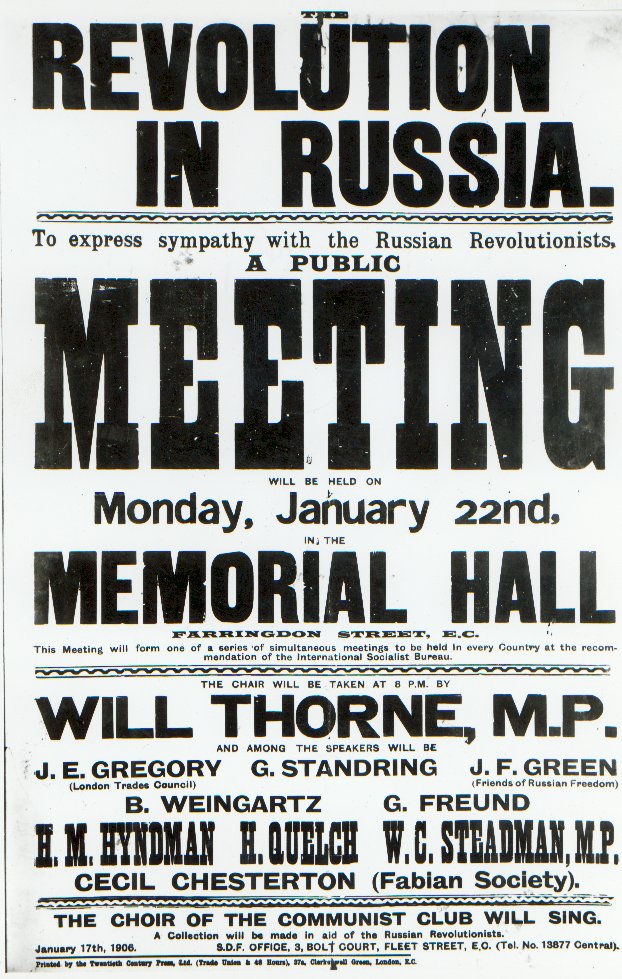 THE
REVOLUTION
IN RUSSIA.
To express sympathy with the Russian Revolutionists,
A PUBLIC
MEETING
WILL BE HELD ON
Monday, January 22nd,
IN THE
MEMORIAL HALL
FARRINGDON STREET, E.C.
This Meeting will form one of a series of simultaneous meetings to be held in every Country at the recom-
mendation of the International Socialist Bureau.
THE CHAIR WILL BE TAKEN AT 8 P.M. BY
WILL THORNE, M.P.
AND AMONG THE SPEAKERS WILL BE
J. E. GREGORY G. STANDRING J. F. GREEN
(London Trades Council) (Friends of Russian Freedom)
B. WEINGARTZ G. FREUND
H. M. HYNDMAN H. QUELCH W. C. STEADMAN, M.P.
CECIL CHESTERTON (Fabian Society).
THE CHOIR OF THE COMMUNIST CLUB WILL SING.
A Collection will be made in aid of the Russian Revolutionists.
January 17th, 1906. S.D.F. OFFICE, 3, BOLT COURT, FLEET STREET, E.C. (Tel. No. 13877 Central).
Printed by the Twentieth Century Press, Ltd. (Trade Union & 48 Hours), 37a, Clerkenwell Green, London, E.C.